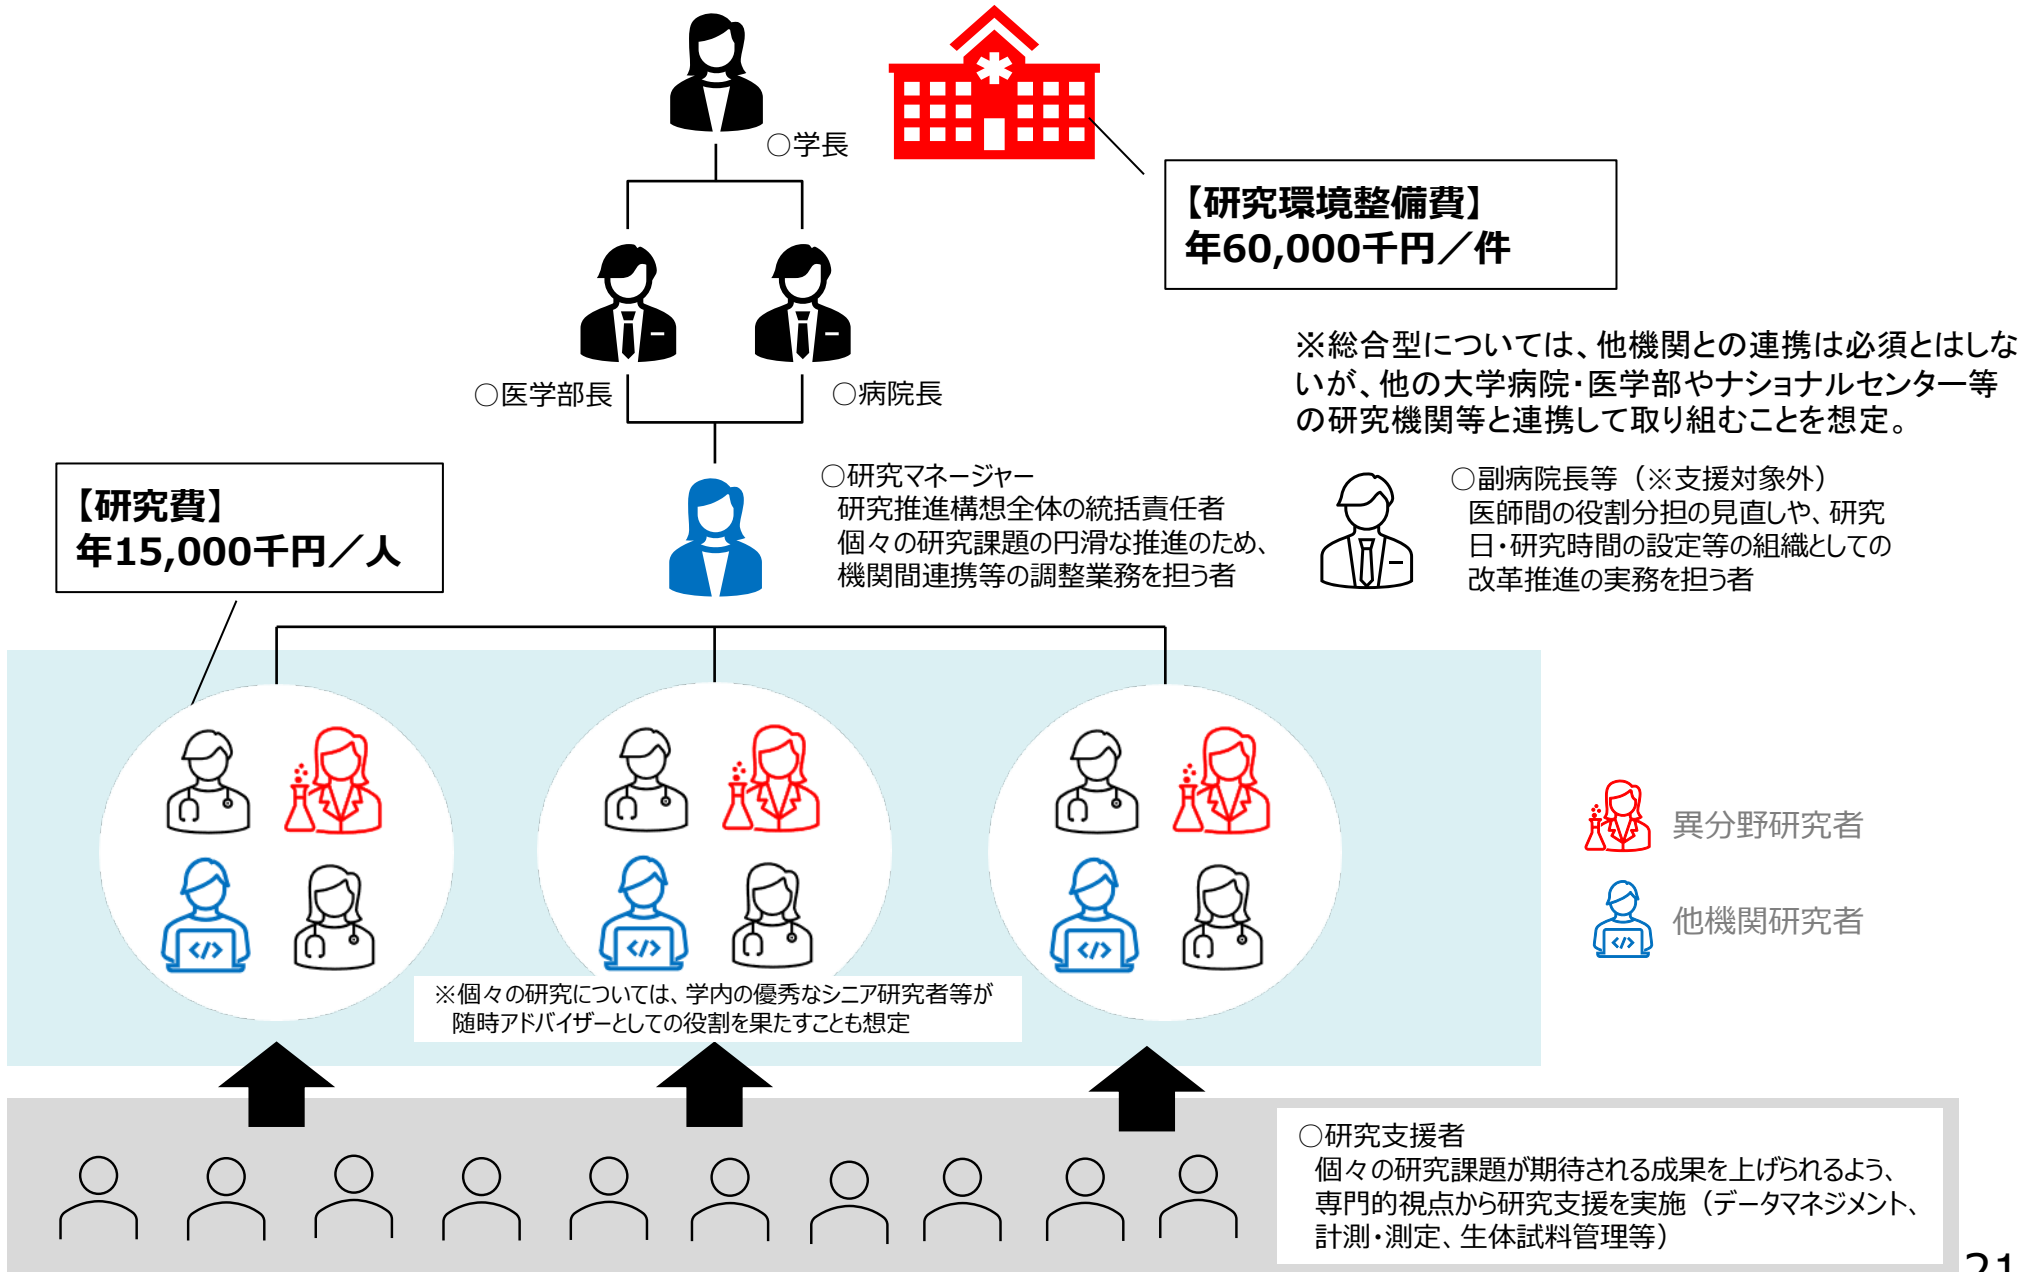 ○学長
【研究環境整備費】
年60,000千円／件
○医学部長
○病院長
※総合型については、他機関との連携は必須とはしな
いが、他の大学病院・医学部やナショナルセンター等
の研究機関等と連携して取り組むことを想定。
【研究費】
年15,000千円／人
○研究マネージャー
研究推進構想全体の統括責任者
個々の研究課題の円滑な推進のため、
機関間連携等の調整業務を担う者
○副病院長等（※支援対象外）
医師間の役割分担の見直しや、研究
日・研究時間の設定等の組織としての
改革推進の実務を担う者
</>
</>
</>
異分野研究者
</>
他機関研究者
※個々の研究については、学内の優秀なシニア研究者等が
随時アドバイザーとしての役割を果たすことも想定
○研究支援者
個々の研究課題が期待される成果を上げられるよう、
専門的視点から研究支援を実施（データマネジメント、
計測・測定、生体試料管理等）
21